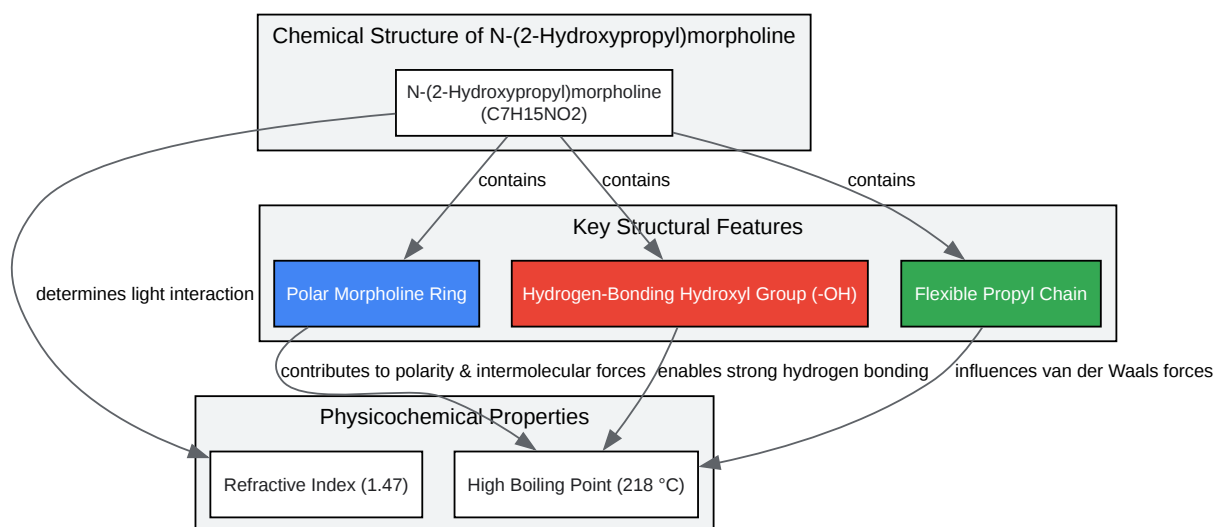 Chemical Structure of N-(2-Hydroxypropyl)morpholine
N-(2-Hydroxypropyl)morpholine
(C7H15NO2)
contains
contains
contains
Key Structural Features
Polar Morpholine Ring
Hydrogen-Bonding Hydroxyl Group (-OH)
Flexible Propyl Chain
determines light interaction
contributes to polarity & intermolecular forces
enables strong hydrogen bonding
influences van der Waals forces
Physicochemical Properties
Refractive Index (1.47)
High Boiling Point (218 °C)